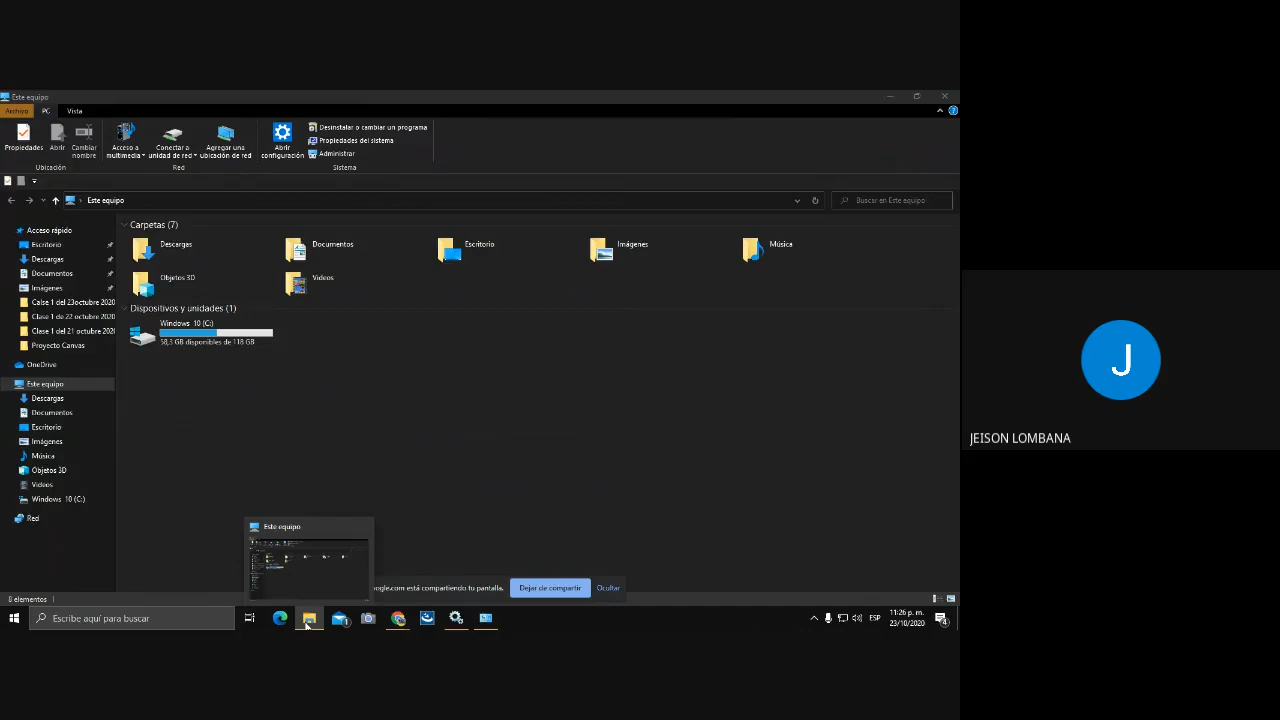 Este equipo
Archivo PC Vista
Propiedades
Abrir
Cambiar nombre
Acceso a multimedia
Conectar a unidad de red
Agregar una ubicación de red
Abrir configuración
Desinstalar o cambiar un programa
Propiedades del sistema
Administrar
Ubicación Red Sistema
Este equipo
Buscar en Este equipo
Acceso rápido
Escritorio
Descargas
Documentos
Imágenes
Calse 1 del 23octubre 2020
Clase 1 de 22 octubre 2020
Clase 1 del 21 octubre 202
Proyecto Canvas
OneDrive
Este equipo
Descargas
Documentos
Escritorio
Imágenes
Música
Objetos 3D
Videos
Windows 10 (C:)
Red
Carpetas (7)
Descargas Documentos Escritorio Imágenes Música
Objetos 3D Videos
Dispositivos y unidades (1)
Windows 10 (C:)
58,3 GB disponibles de 118 GB
Este equipo
oogle.com está compartiendo tu pantalla. Dejar de compartir Ocultar
8 elementos
Escribe aquí para buscar
ESP
11:26 p. m.
23/10/2020
4
J
JEISON LOMBANA